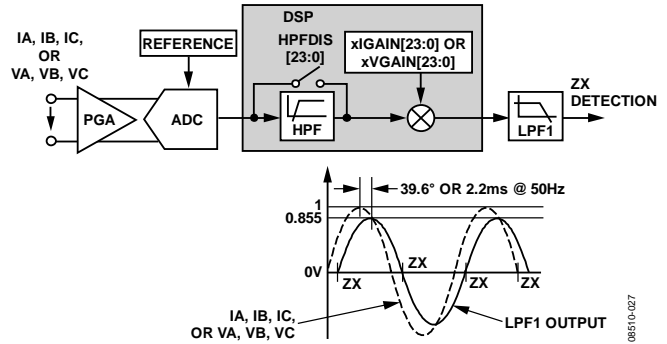 DSP
IA, IB, IC,
OR
VA, VB, VC
REFERENCE
HPFDIS
[23:0]
xIGAIN[23:0] OR
xVGAIN[23:0]
ZX
DETECTION
PGA
ADC
HPF
LPF1
39.6° OR 2.2ms @ 50Hz
1
0.855
0V
ZX
ZX
ZX
ZX
IA, IB, IC,
OR VA, VB, VC
LPF1 OUTPUT
08510-027